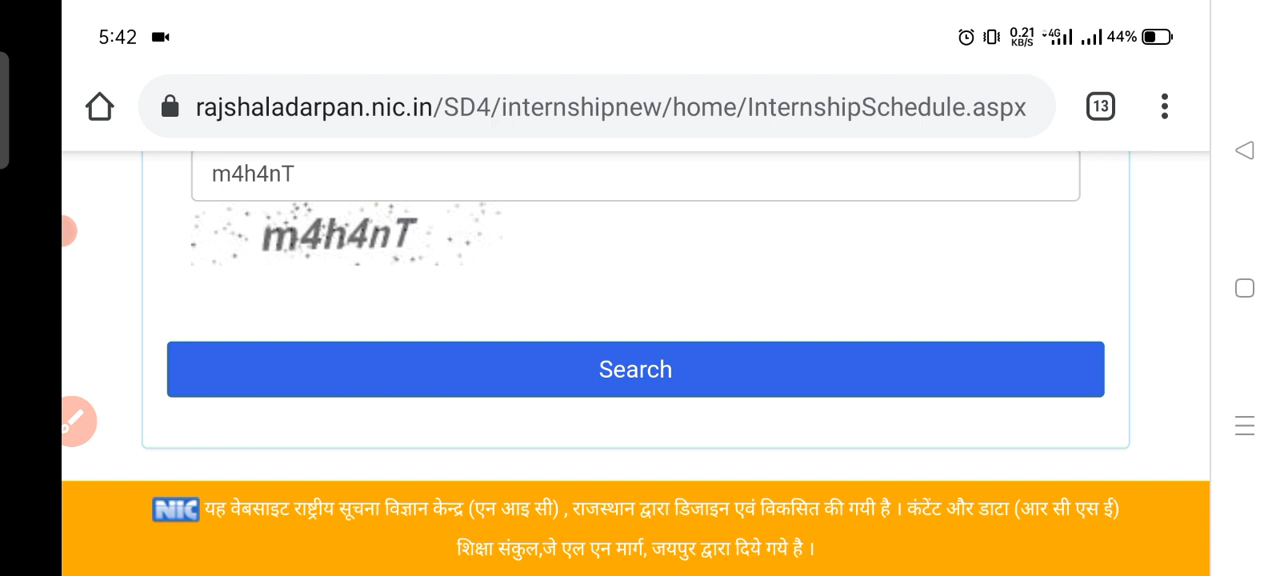 5:42 0.21 KB/S 4G 44%
rajshaladarpan.nic.in/SD4/internshipnew/home/InternshipSchedule.aspx 13
m4h4nT
m4h4nT
Search
NIC यह वेबसाइट राष्ट्रीय सूचना विज्ञान केन्द्र (एन आइ सी) , राजस्थान द्वारा डिजाइन एवं विकसित की गयी है । कंटेंट और डाटा (आर सी एस ई)
शिक्षा संकुल,जे एल एन मार्ग, जयपुर द्वारा दिये गये है ।